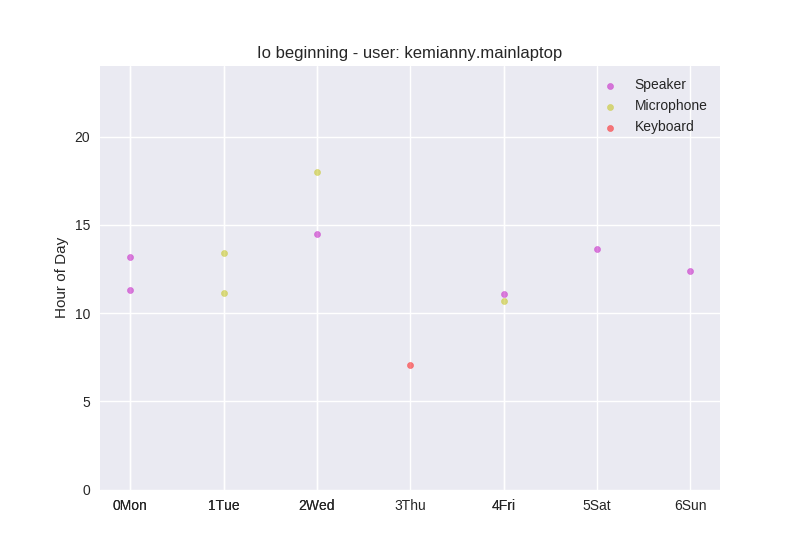 Io beginning - user: kemianny.mainlaptop
Speaker
Microphone
Keyboard
Hour of Day
20
15
10
5
0
0Mon 1Tue 2Wed 3Thu 4Fri 5Sat 6Sun